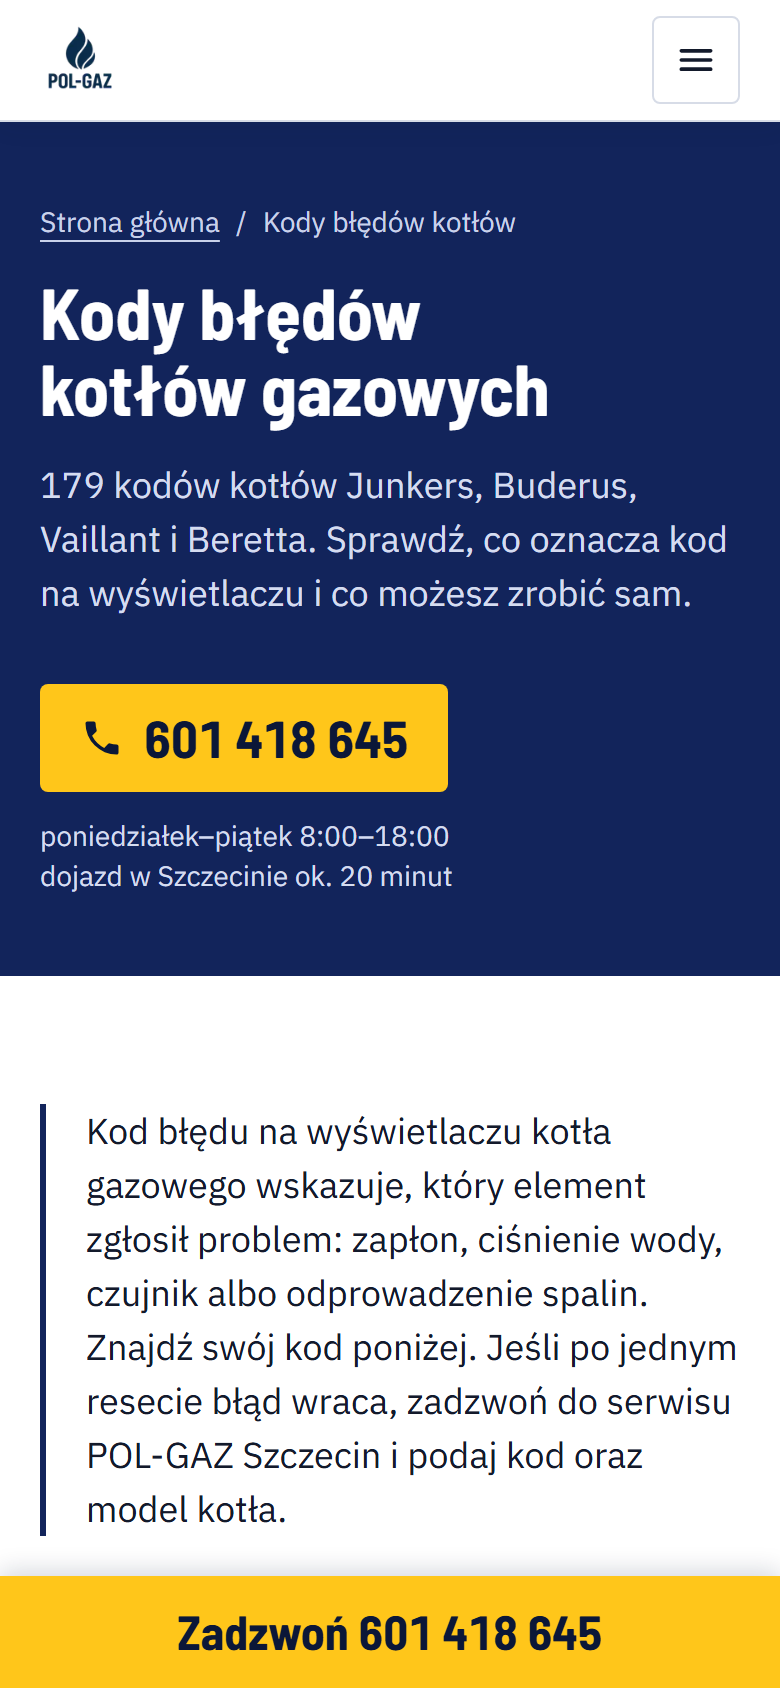 POL-GAZ
Strona główna / Kody błędów kotłów
Kody błędów
kotłów gazowych
179 kodów kotłów Junkers, Buderus,
Vaillant i Beretta. Sprawdź, co oznacza kod
na wyświetlaczu i co możesz zrobić sam.
601 418 645
poniedziałek–piątek 8:00–18:00
dojazd w Szczecinie ok. 20 minut
Kod błędu na wyświetlaczu kotła
gazowego wskazuje, który element
zgłosił problem: zapłon, ciśnienie wody,
czujnik albo odprowadzenie spalin.
Znajdź swój kod poniżej. Jeśli po jednym
resecie błąd wraca, zadzwoń do serwisu
POL-GAZ Szczecin i podaj kod oraz
model kotła.
Zadzwoń 601 418 645